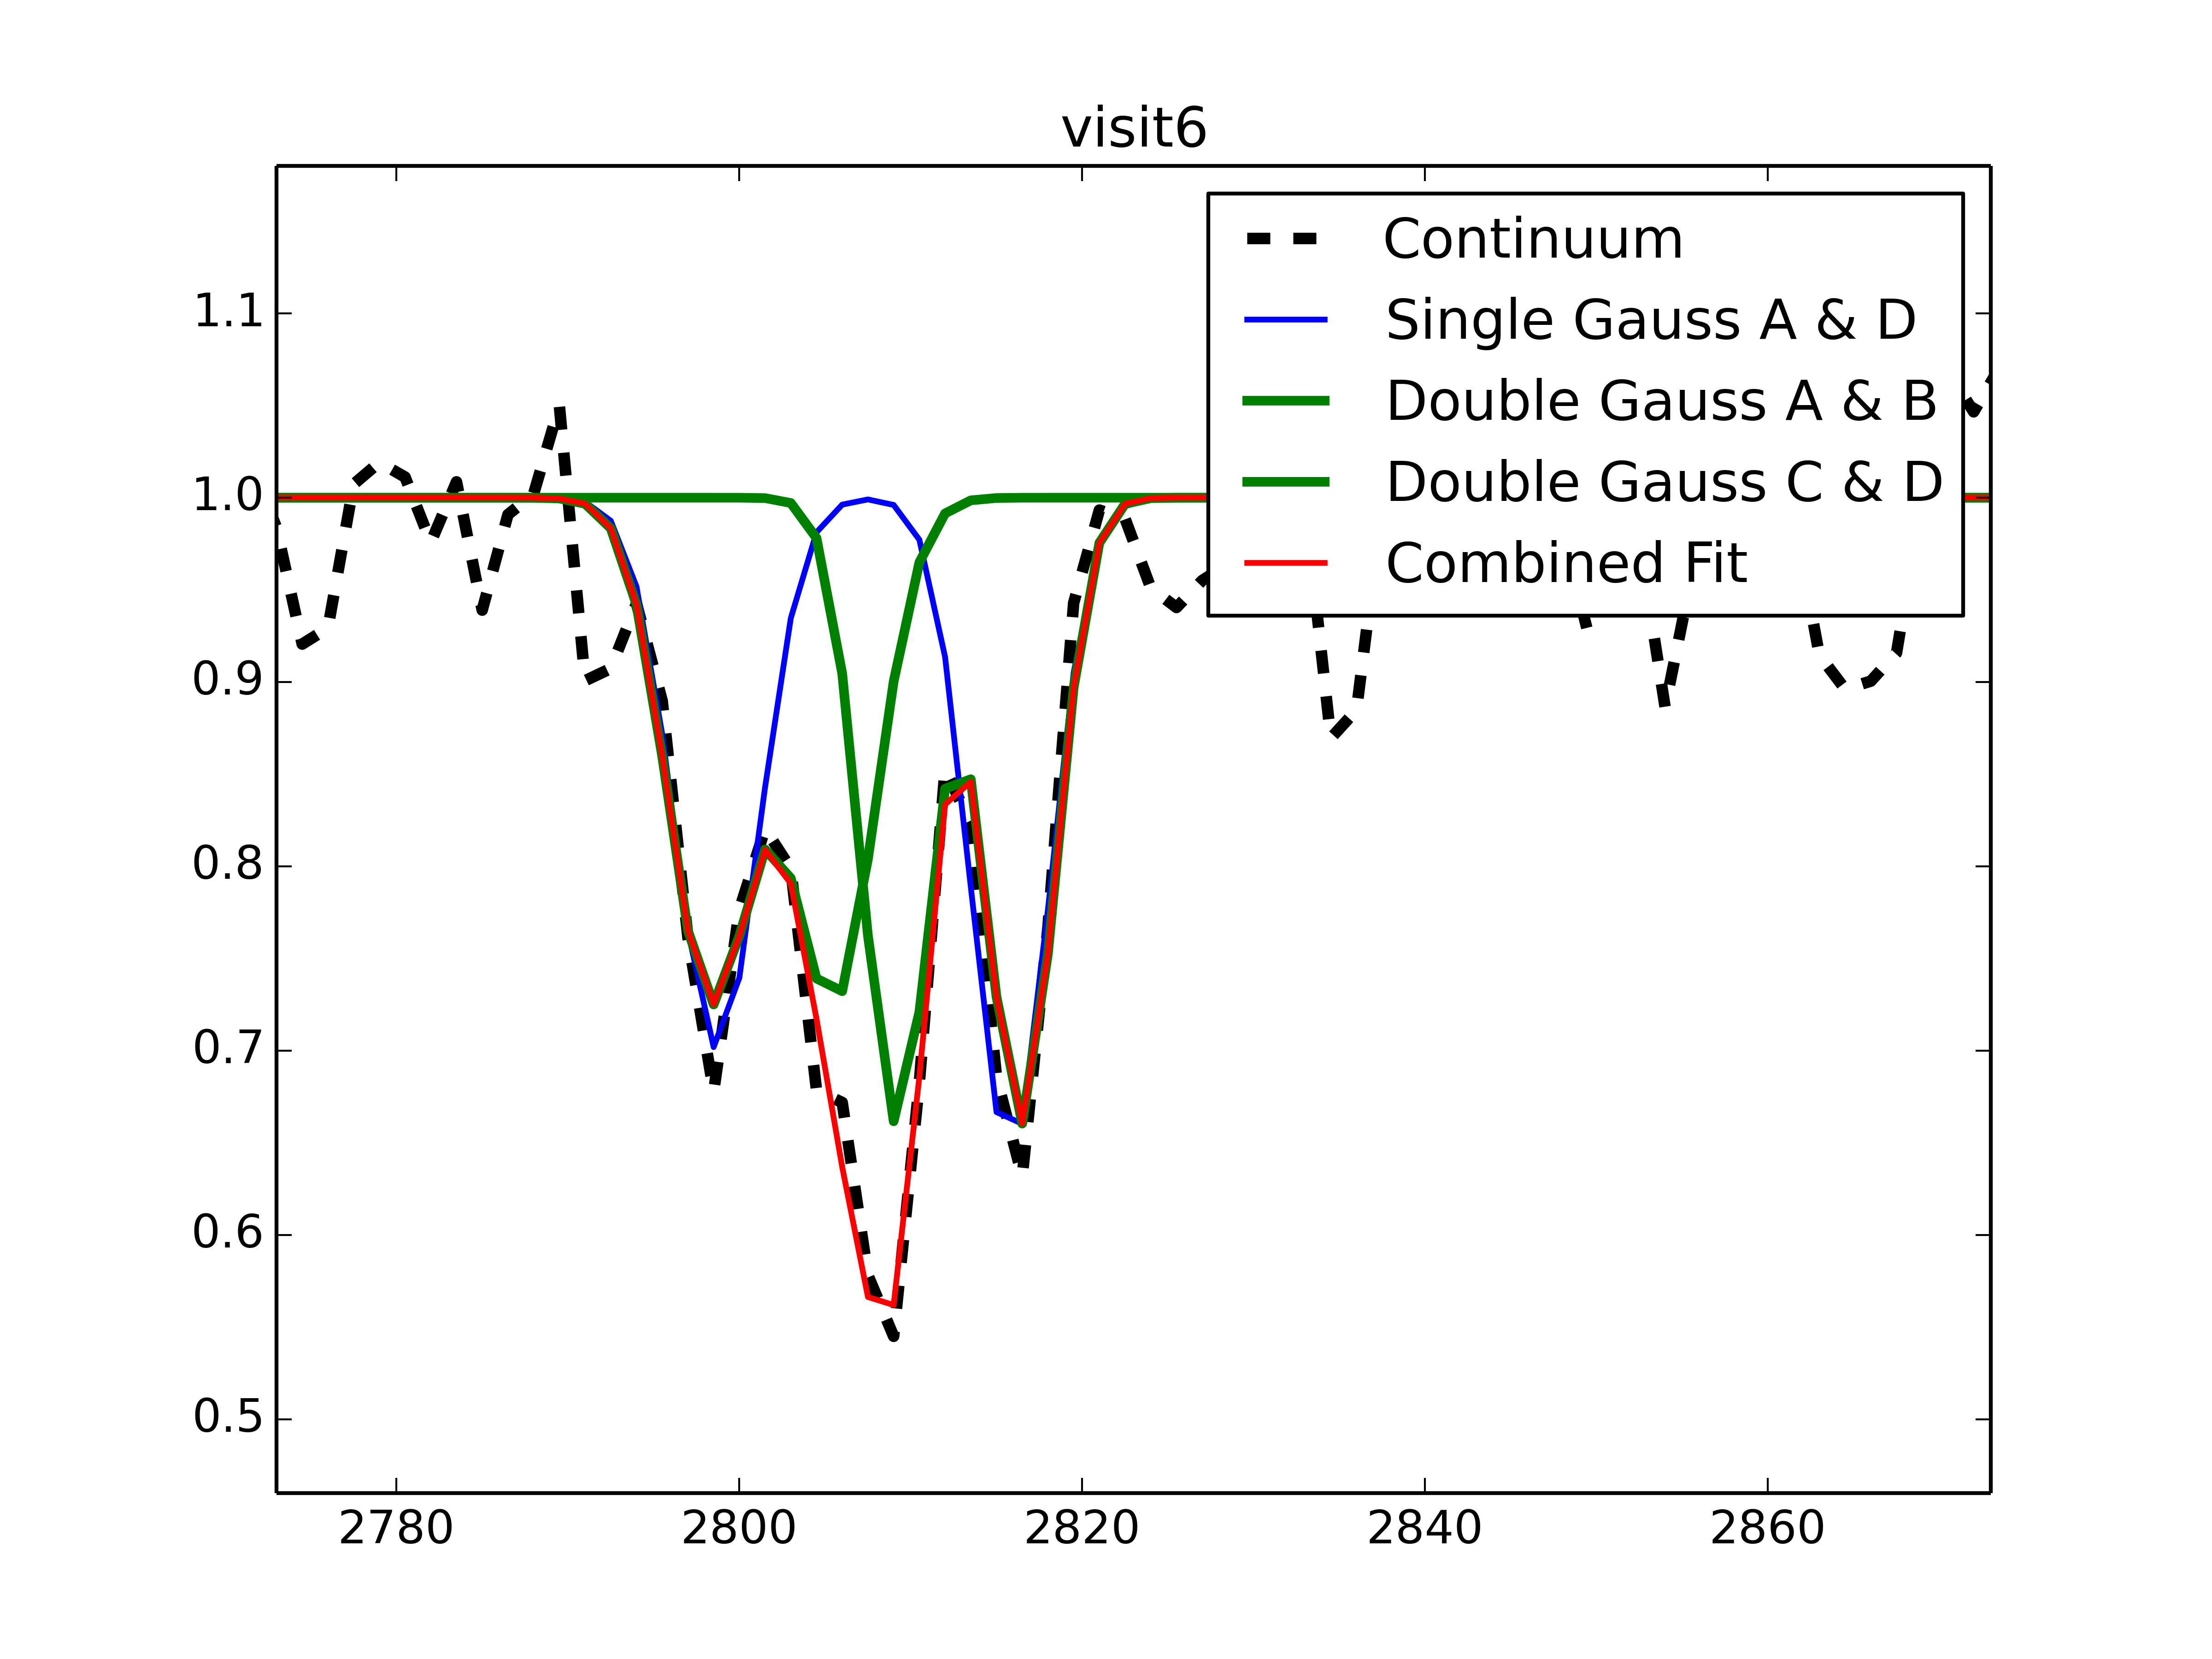 visit6
Continuum
Single Gauss A & D
Double Gauss A & B
Double Gauss C & D
Combined Fit
1.1
1.0
0.9
0.8
0.7
0.6
0.5
2780 2800 2820 2840 2860